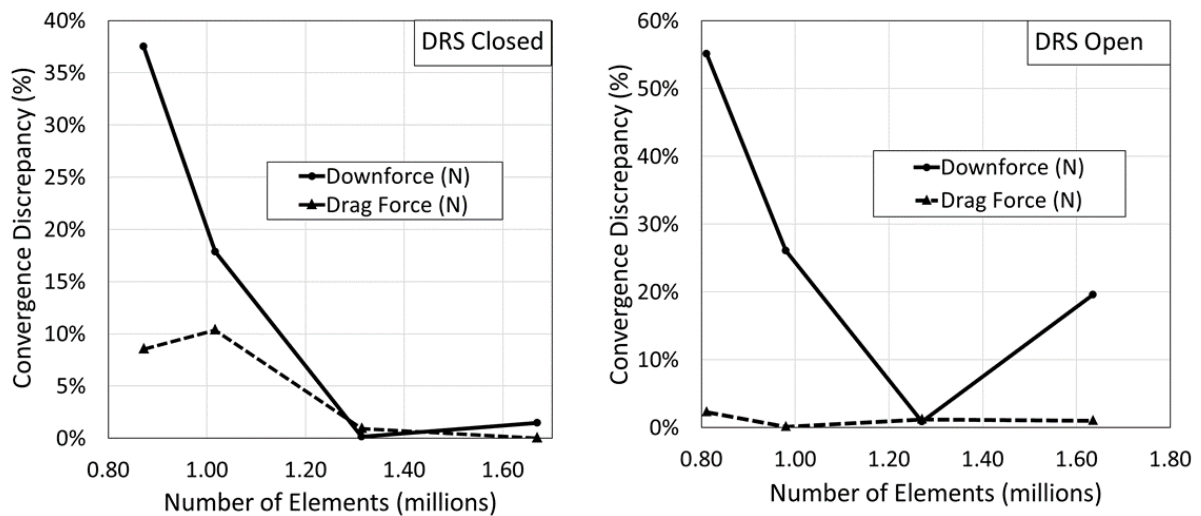 DRS Closed
Convergence Discrepancy (%)
40%
35%
30%
25%
20%
15%
10%
5%
0%
Downforce (N)
Drag Force (N)
0.80 1.00 1.20 1.40 1.60
Number of Elements (millions)
DRS Open
Convergence Discrepancy (%)
60%
50%
40%
30%
20%
10%
0%
Downforce (N)
Drag Force (N)
0.80 1.00 1.20 1.40 1.60 1.80
Number of Elements (millions)